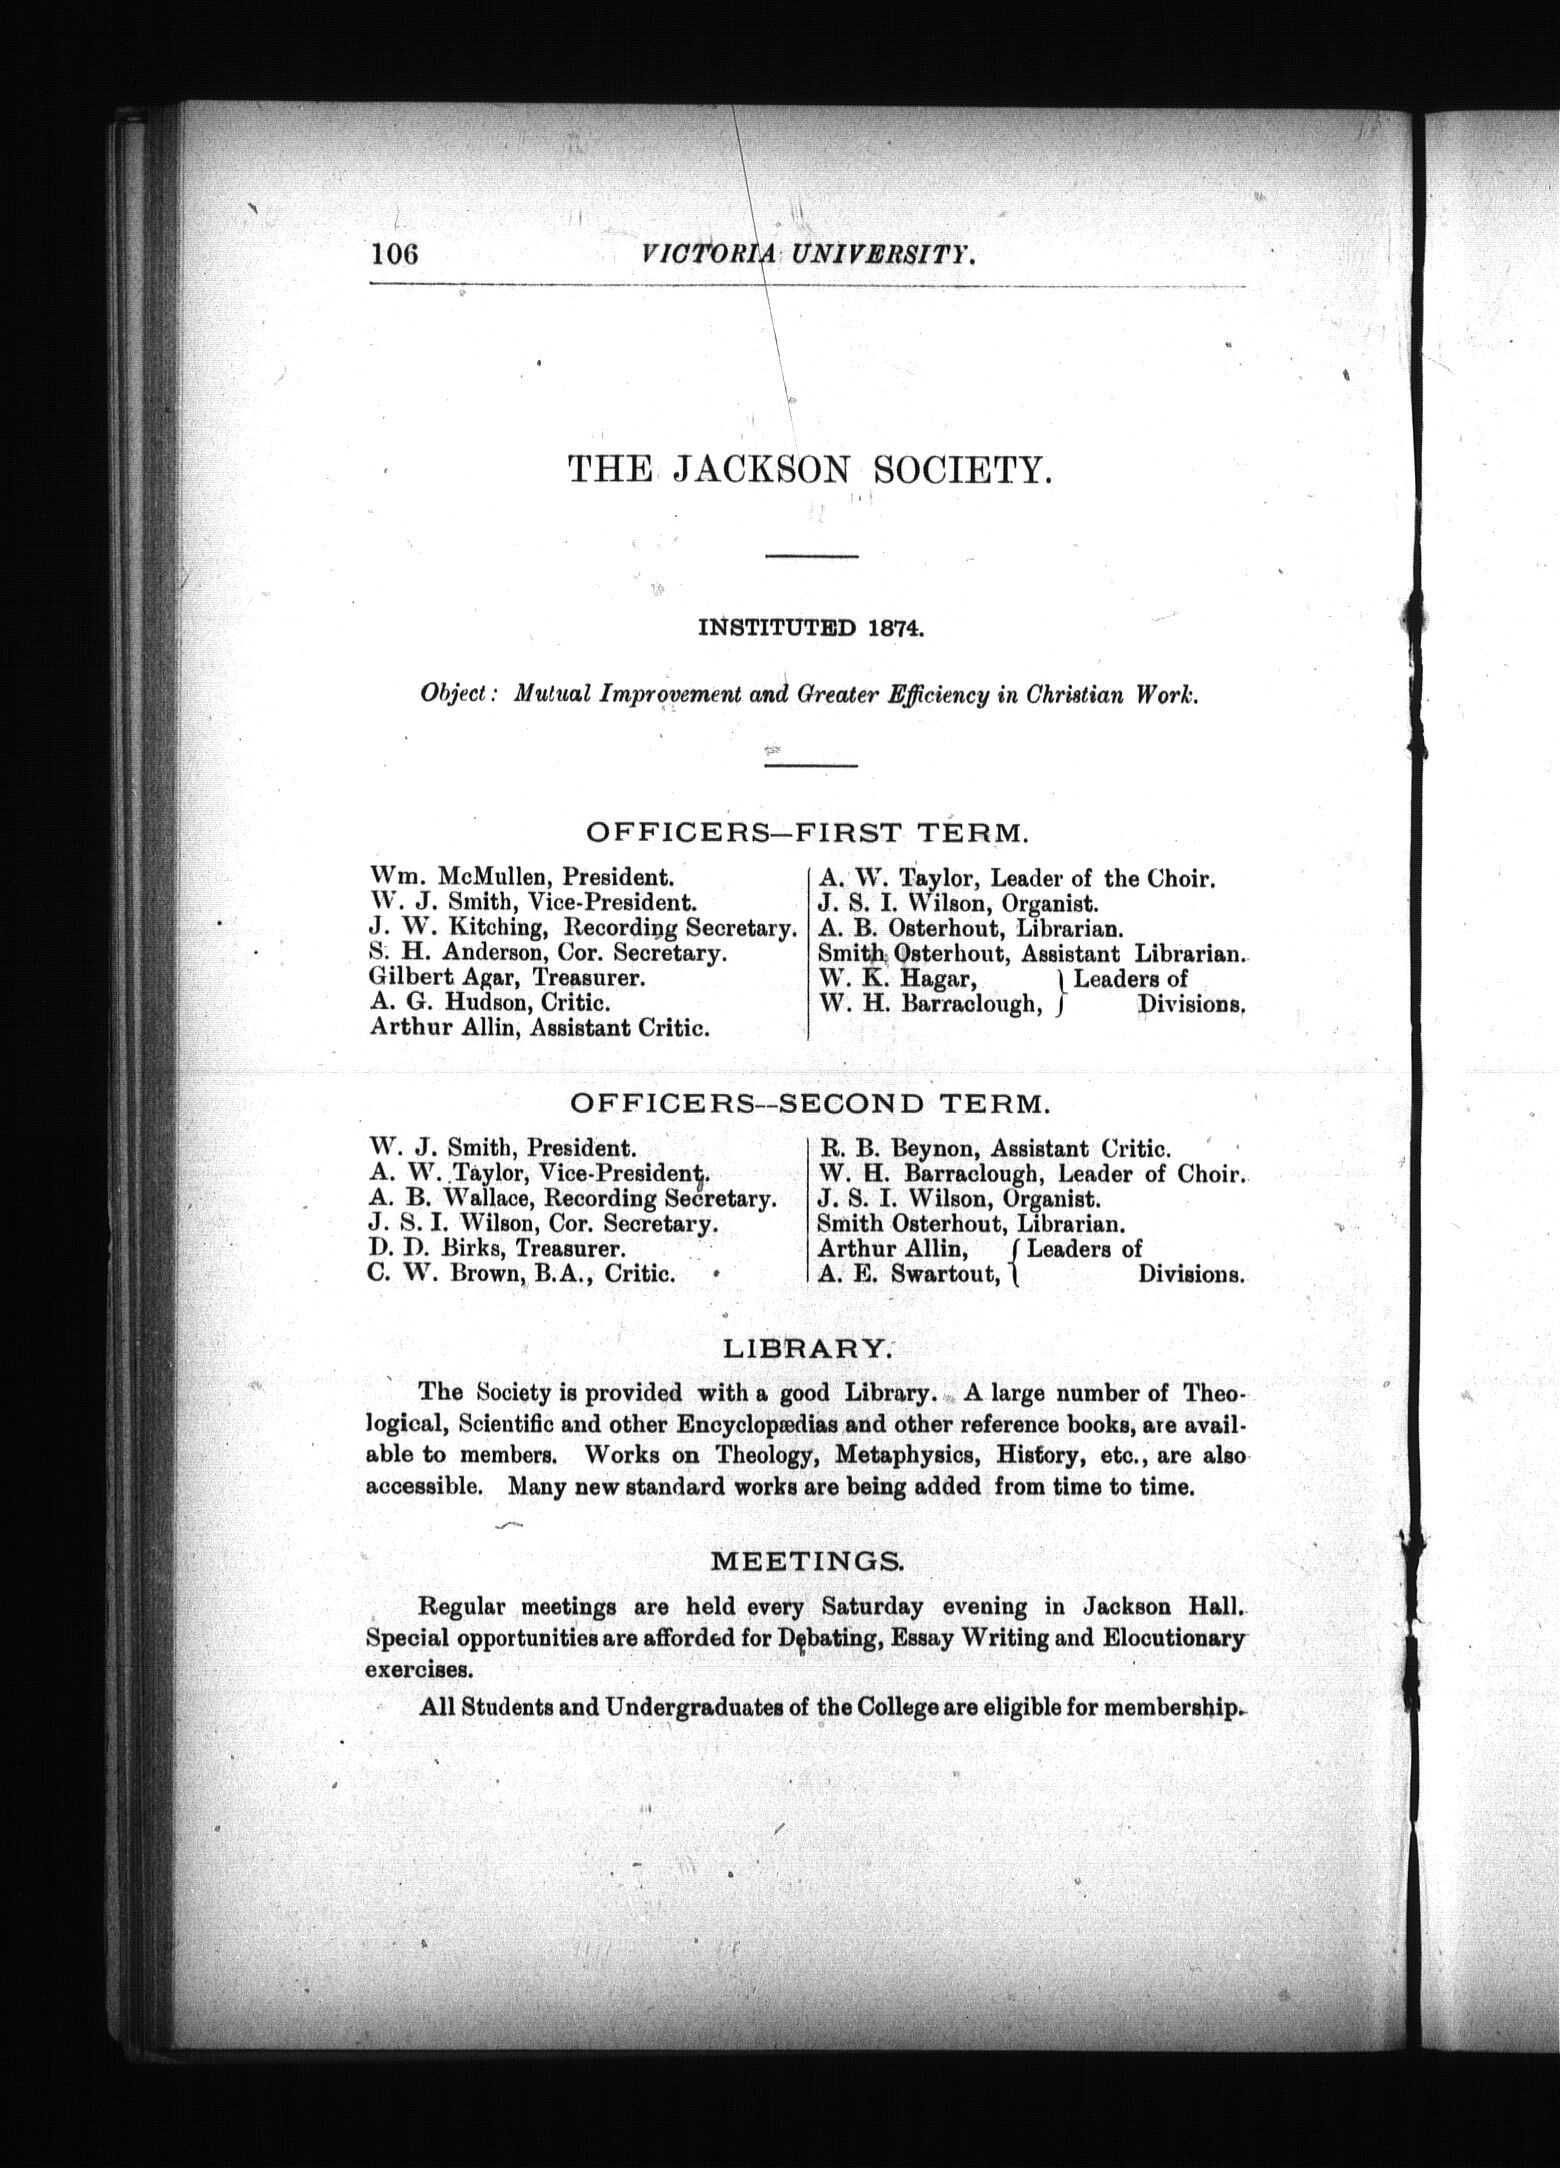 106
VICTORIA UNIVERSITY.
THE JACKSON SOCIETY.
INSTITUTED 1874.
Object: Mutual Improvement and Greater Efficiency in Christian Work.
OFFICERS—FIRST TERM.
Wm. McMullen, President.
W. J. Smith, Vice-President.
J. W. Kitching, Recording Secretary.
S. H. Anderson, Cor. Secretary.
Gilbert Agar, Treasurer.
A. G. Hudson, Critic.
Arthur Allin, Assistant Critic.
A. W. Taylor, Leader of the Choir.
J. S. I. Wilson, Organist.
A. B. Osterhout, Librarian.
Smith Osterhout, Assistant Librarian.
W. K. Hagar, } Leaders of
W. H. Barraclough, } Divisions.
OFFICERS—SECOND TERM.
W. J. Smith, President.
A. W. Taylor, Vice-President.
A. B. Wallace, Recording Secretary.
J. S. I. Wilson, Cor. Secretary.
D. D. Birks, Treasurer.
C. W. Brown, B.A., Critic.
R. B. Beynon, Assistant Critic.
W. H. Barraclough, Leader of Choir.
J. S. I. Wilson, Organist.
Smith Osterhout, Librarian.
Arthur Allin, { Leaders of
A. E. Swartout, { Divisions.
LIBRARY.
The Society is provided with a good Library. A large number of Theo-
logical, Scientific and other Encyclopædias and other reference books, are avail-
able to members. Works on Theology, Metaphysics, History, etc., are also
accessible. Many new standard works are being added from time to time.
MEETINGS.
Regular meetings are held every Saturday evening in Jackson Hall.
Special opportunities are afforded for Debating, Essay Writing and Elocutionary
exercises.
All Students and Undergraduates of the College are eligible for membership.